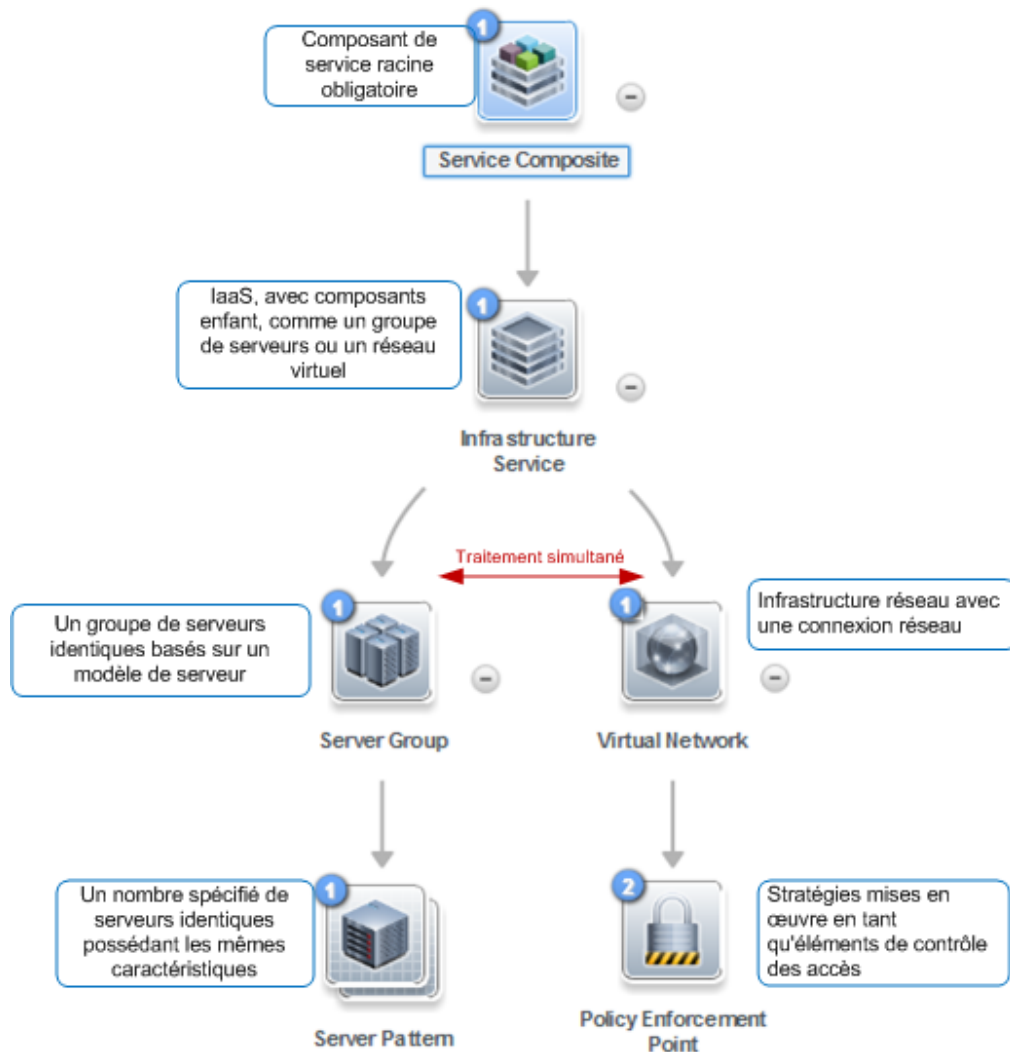 1
Composant de
service racine
obligatoire
Service Composite
IaaS, avec composants
enfant, comme un groupe
de serveurs ou un réseau
virtuel
1
Infrastructure
Service
Traitement simultané
Un groupe de serveurs
identiques basés sur un
modèle de serveur
1
Server Group
1
Infrastructure réseau avec
une connexion réseau
Virtual Network
Un nombre spécifié de
serveurs identiques
possédant les mêmes
caractéristiques
1
Server Pattern
2
Stratégies mises en
œuvre en tant
qu'éléments de contrôle
des accès
Policy Enforcement
Point